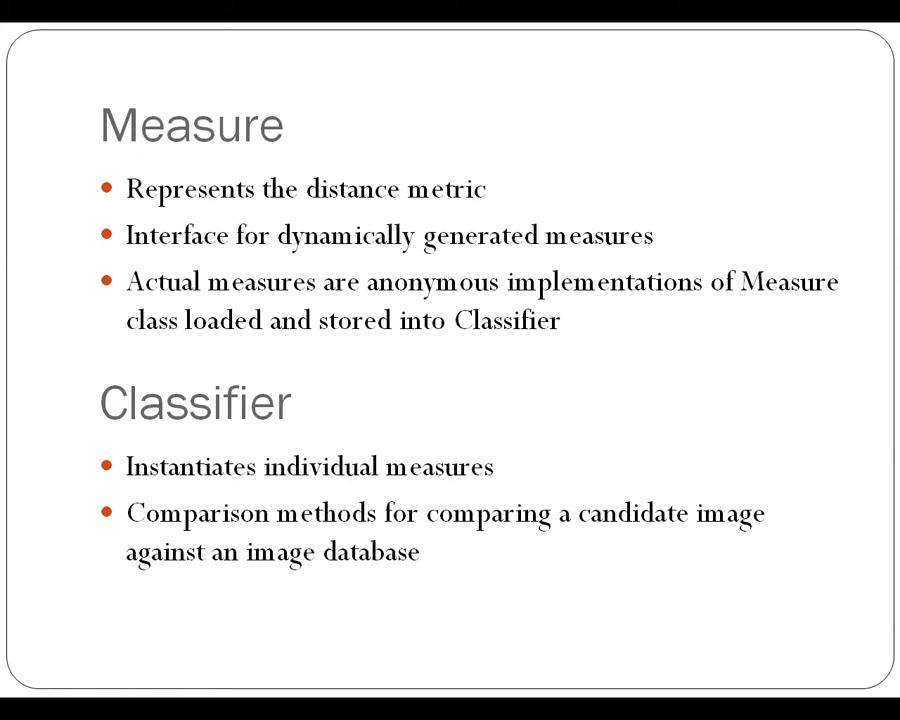 Measure
Represents the distance metric
Interface for dynamically generated measures
Actual measures are anonymous implementations of Measure
class loaded and stored into Classifier
Classifier
Instantiates individual measures
Comparison methods for comparing a candidate image
against an image database